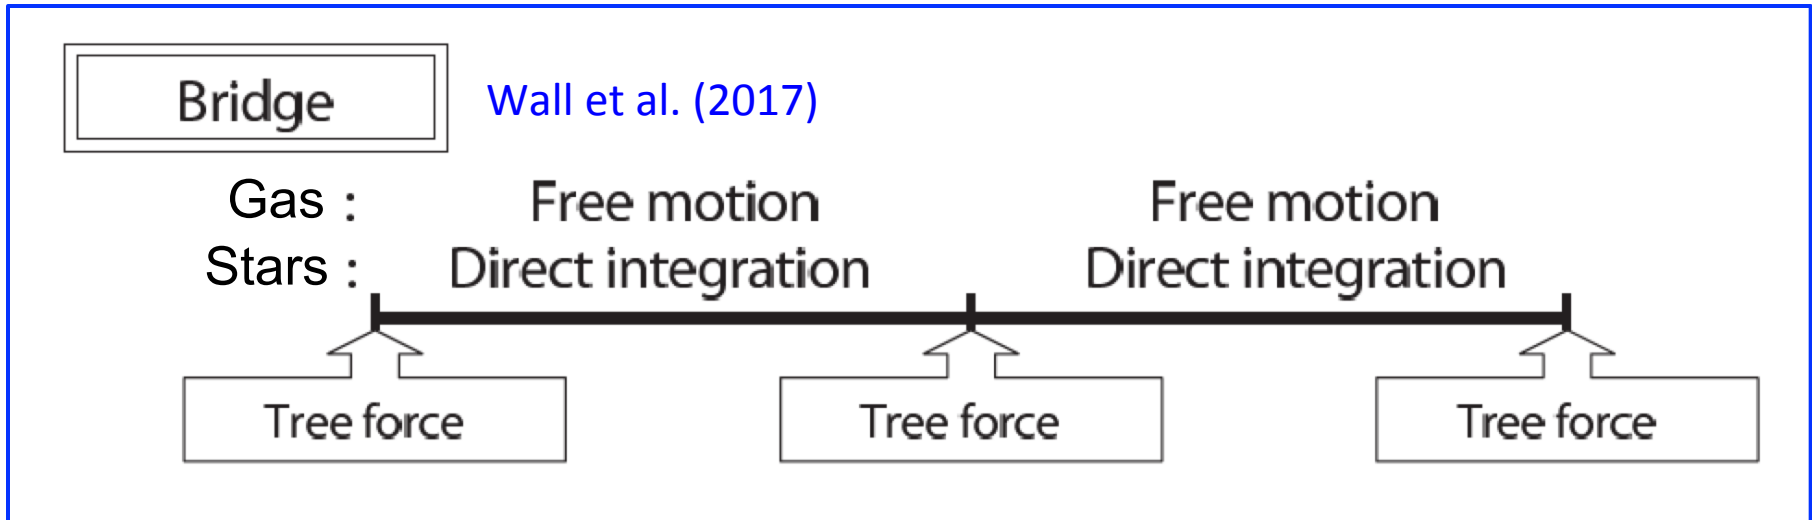 Bridge
Wall et al. (2017)
Gas : Free motion Free motion
Stars : Direct integration Direct integration
Tree force Tree force Tree force